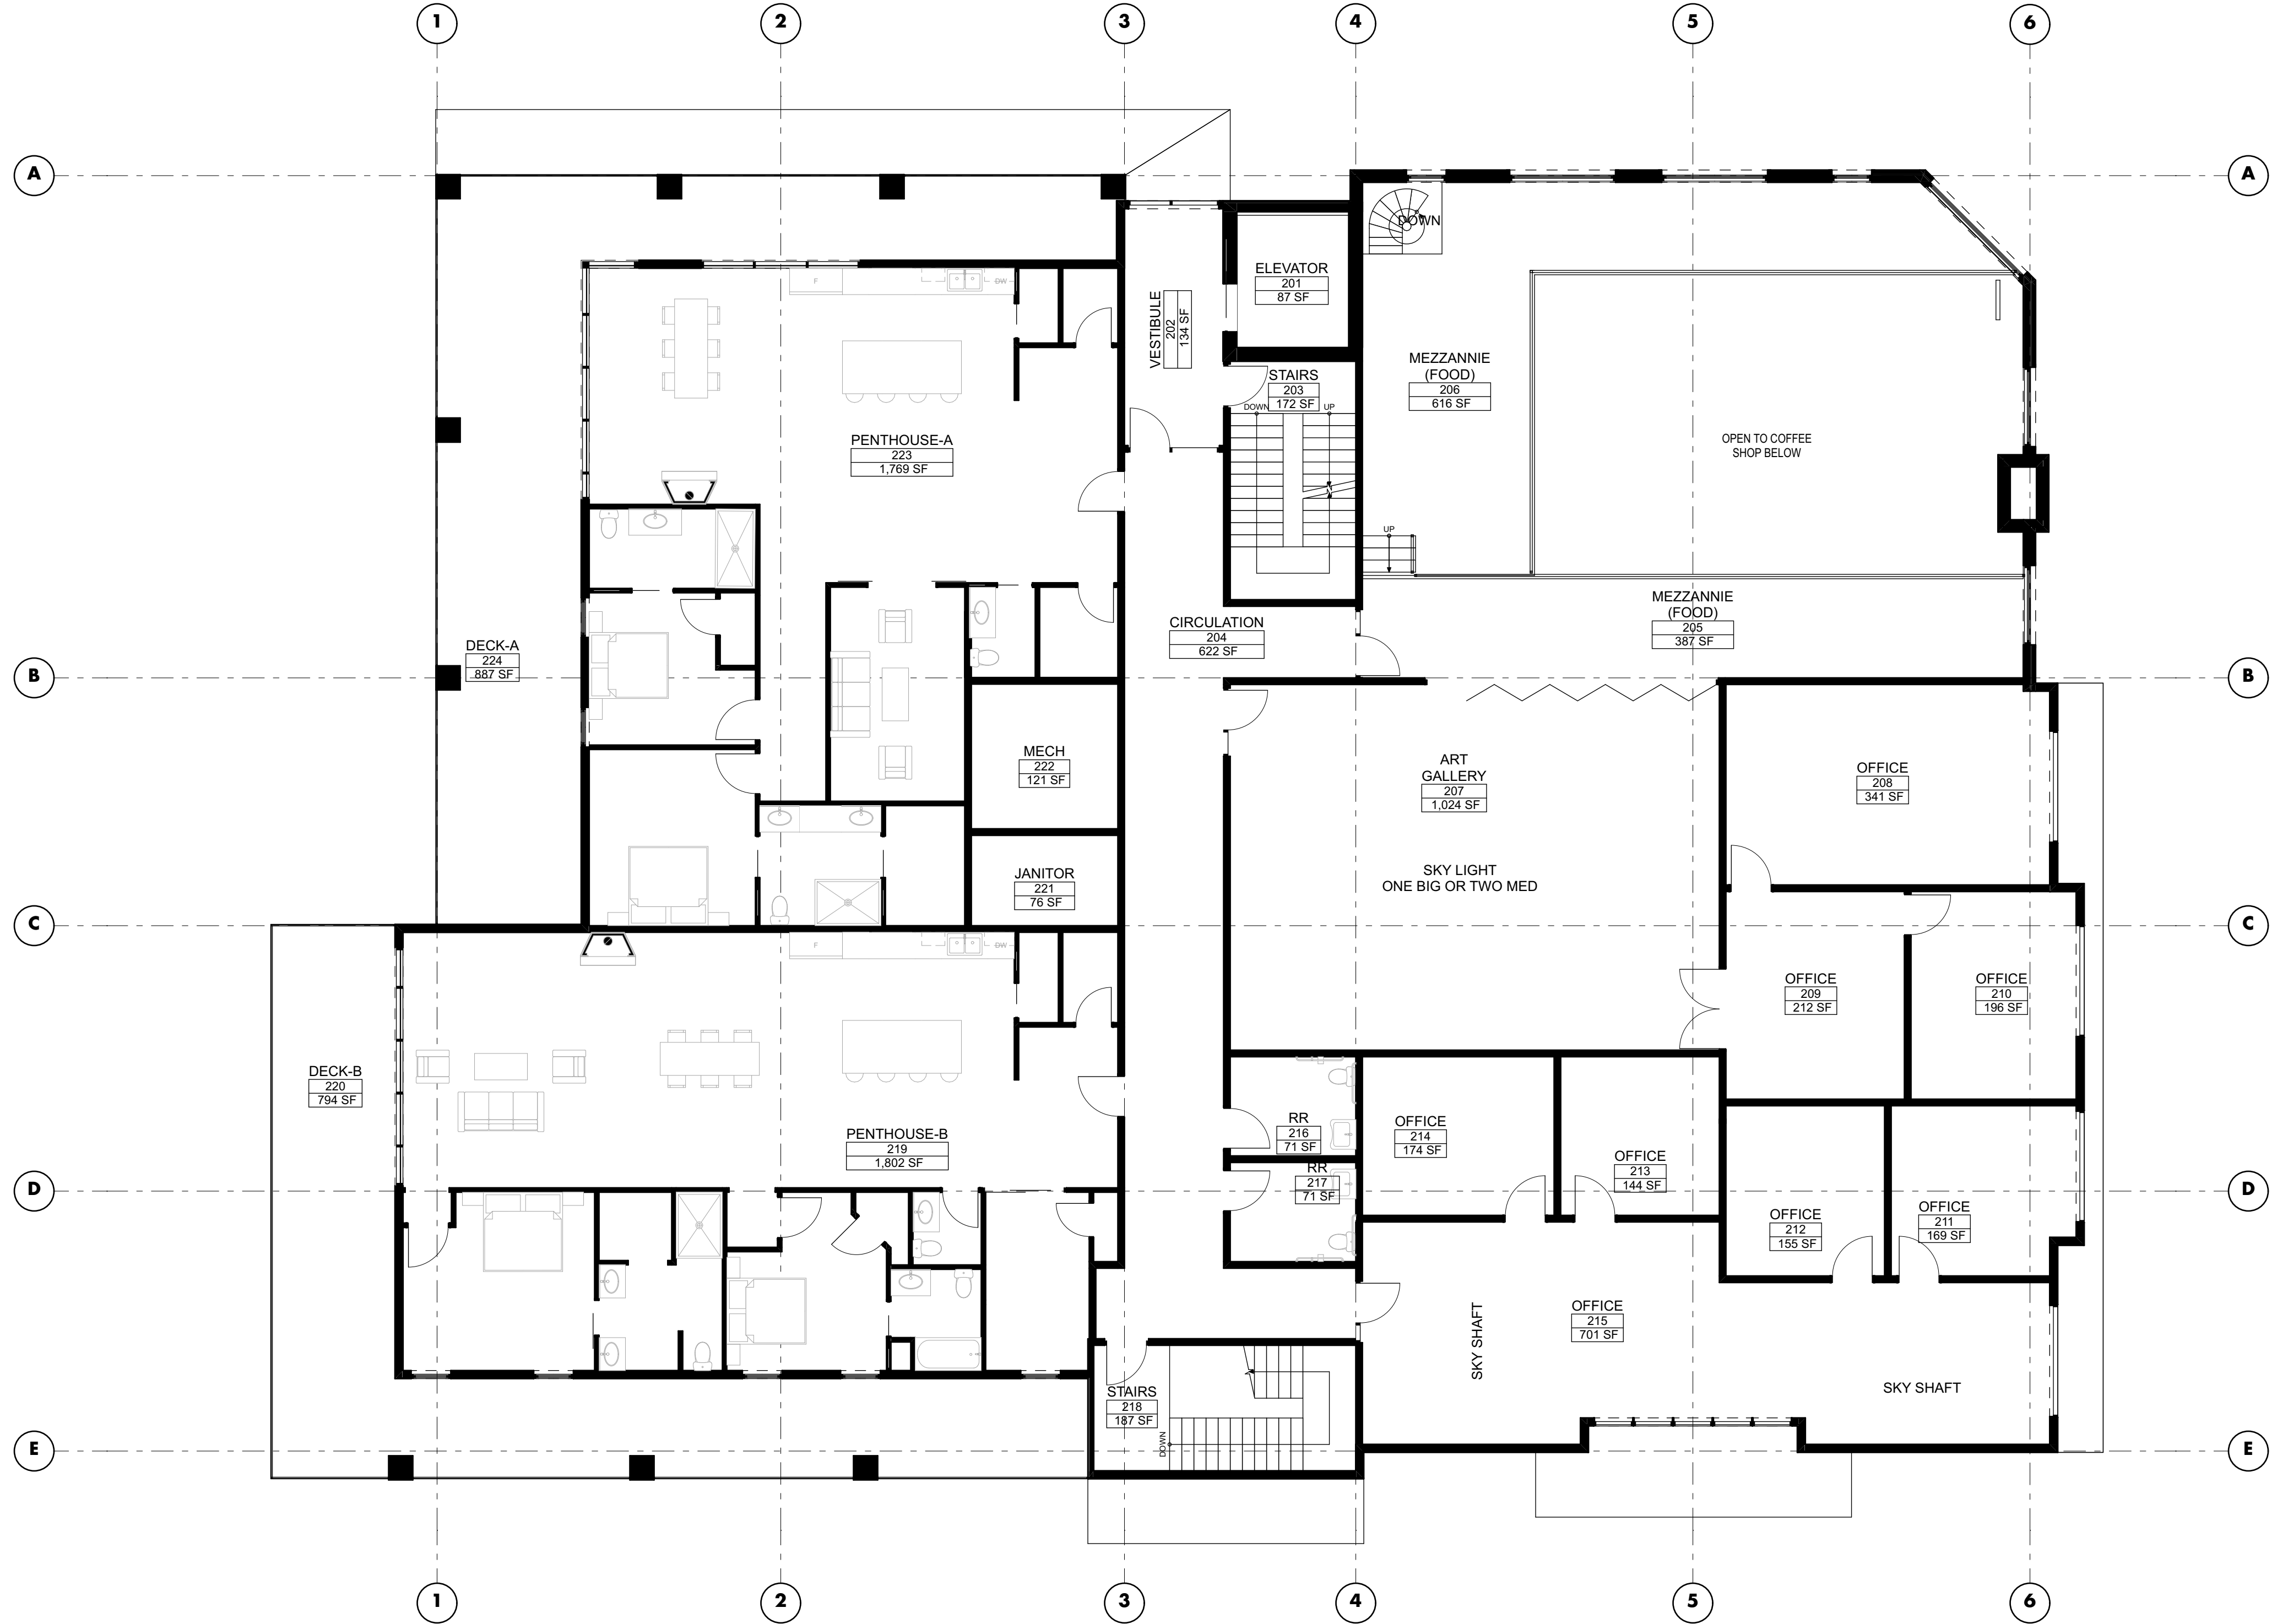 1
2
3
4
5
6
A
A
DOWN
ELEVATOR
201
87 SF
F
DW
VESTIBULE
202
134 SF
MEZZANNIE
(FOOD)
206
616 SF
STAIRS
203
172 SF
DOWN
UP
PENTHOUSE-A
223
1,769 SF
OPEN TO COFFEE
SHOP BELOW
UP
MEZZANNIE
(FOOD)
205
387 SF
CIRCULATION
204
622 SF
DECK-A
224
887 SF
B
B
MECH
222
121 SF
ART
GALLERY
207
1,024 SF
OFFICE
208
341 SF
SKY LIGHT
ONE BIG OR TWO MED
JANITOR
221
76 SF
C
C
F
DW
OFFICE
209
212 SF
OFFICE
210
196 SF
DECK-B
220
794 SF
PENTHOUSE-B
219
1,802 SF
RR
216
71 SF
OFFICE
214
174 SF
OFFICE
213
144 SF
RR
217
71 SF
D
D
OFFICE
212
155 SF
OFFICE
211
169 SF
SKY SHAFT
OFFICE
215
701 SF
SKY SHAFT
STAIRS
218
187 SF
DOWN
E
E
1
2
3
4
5
6